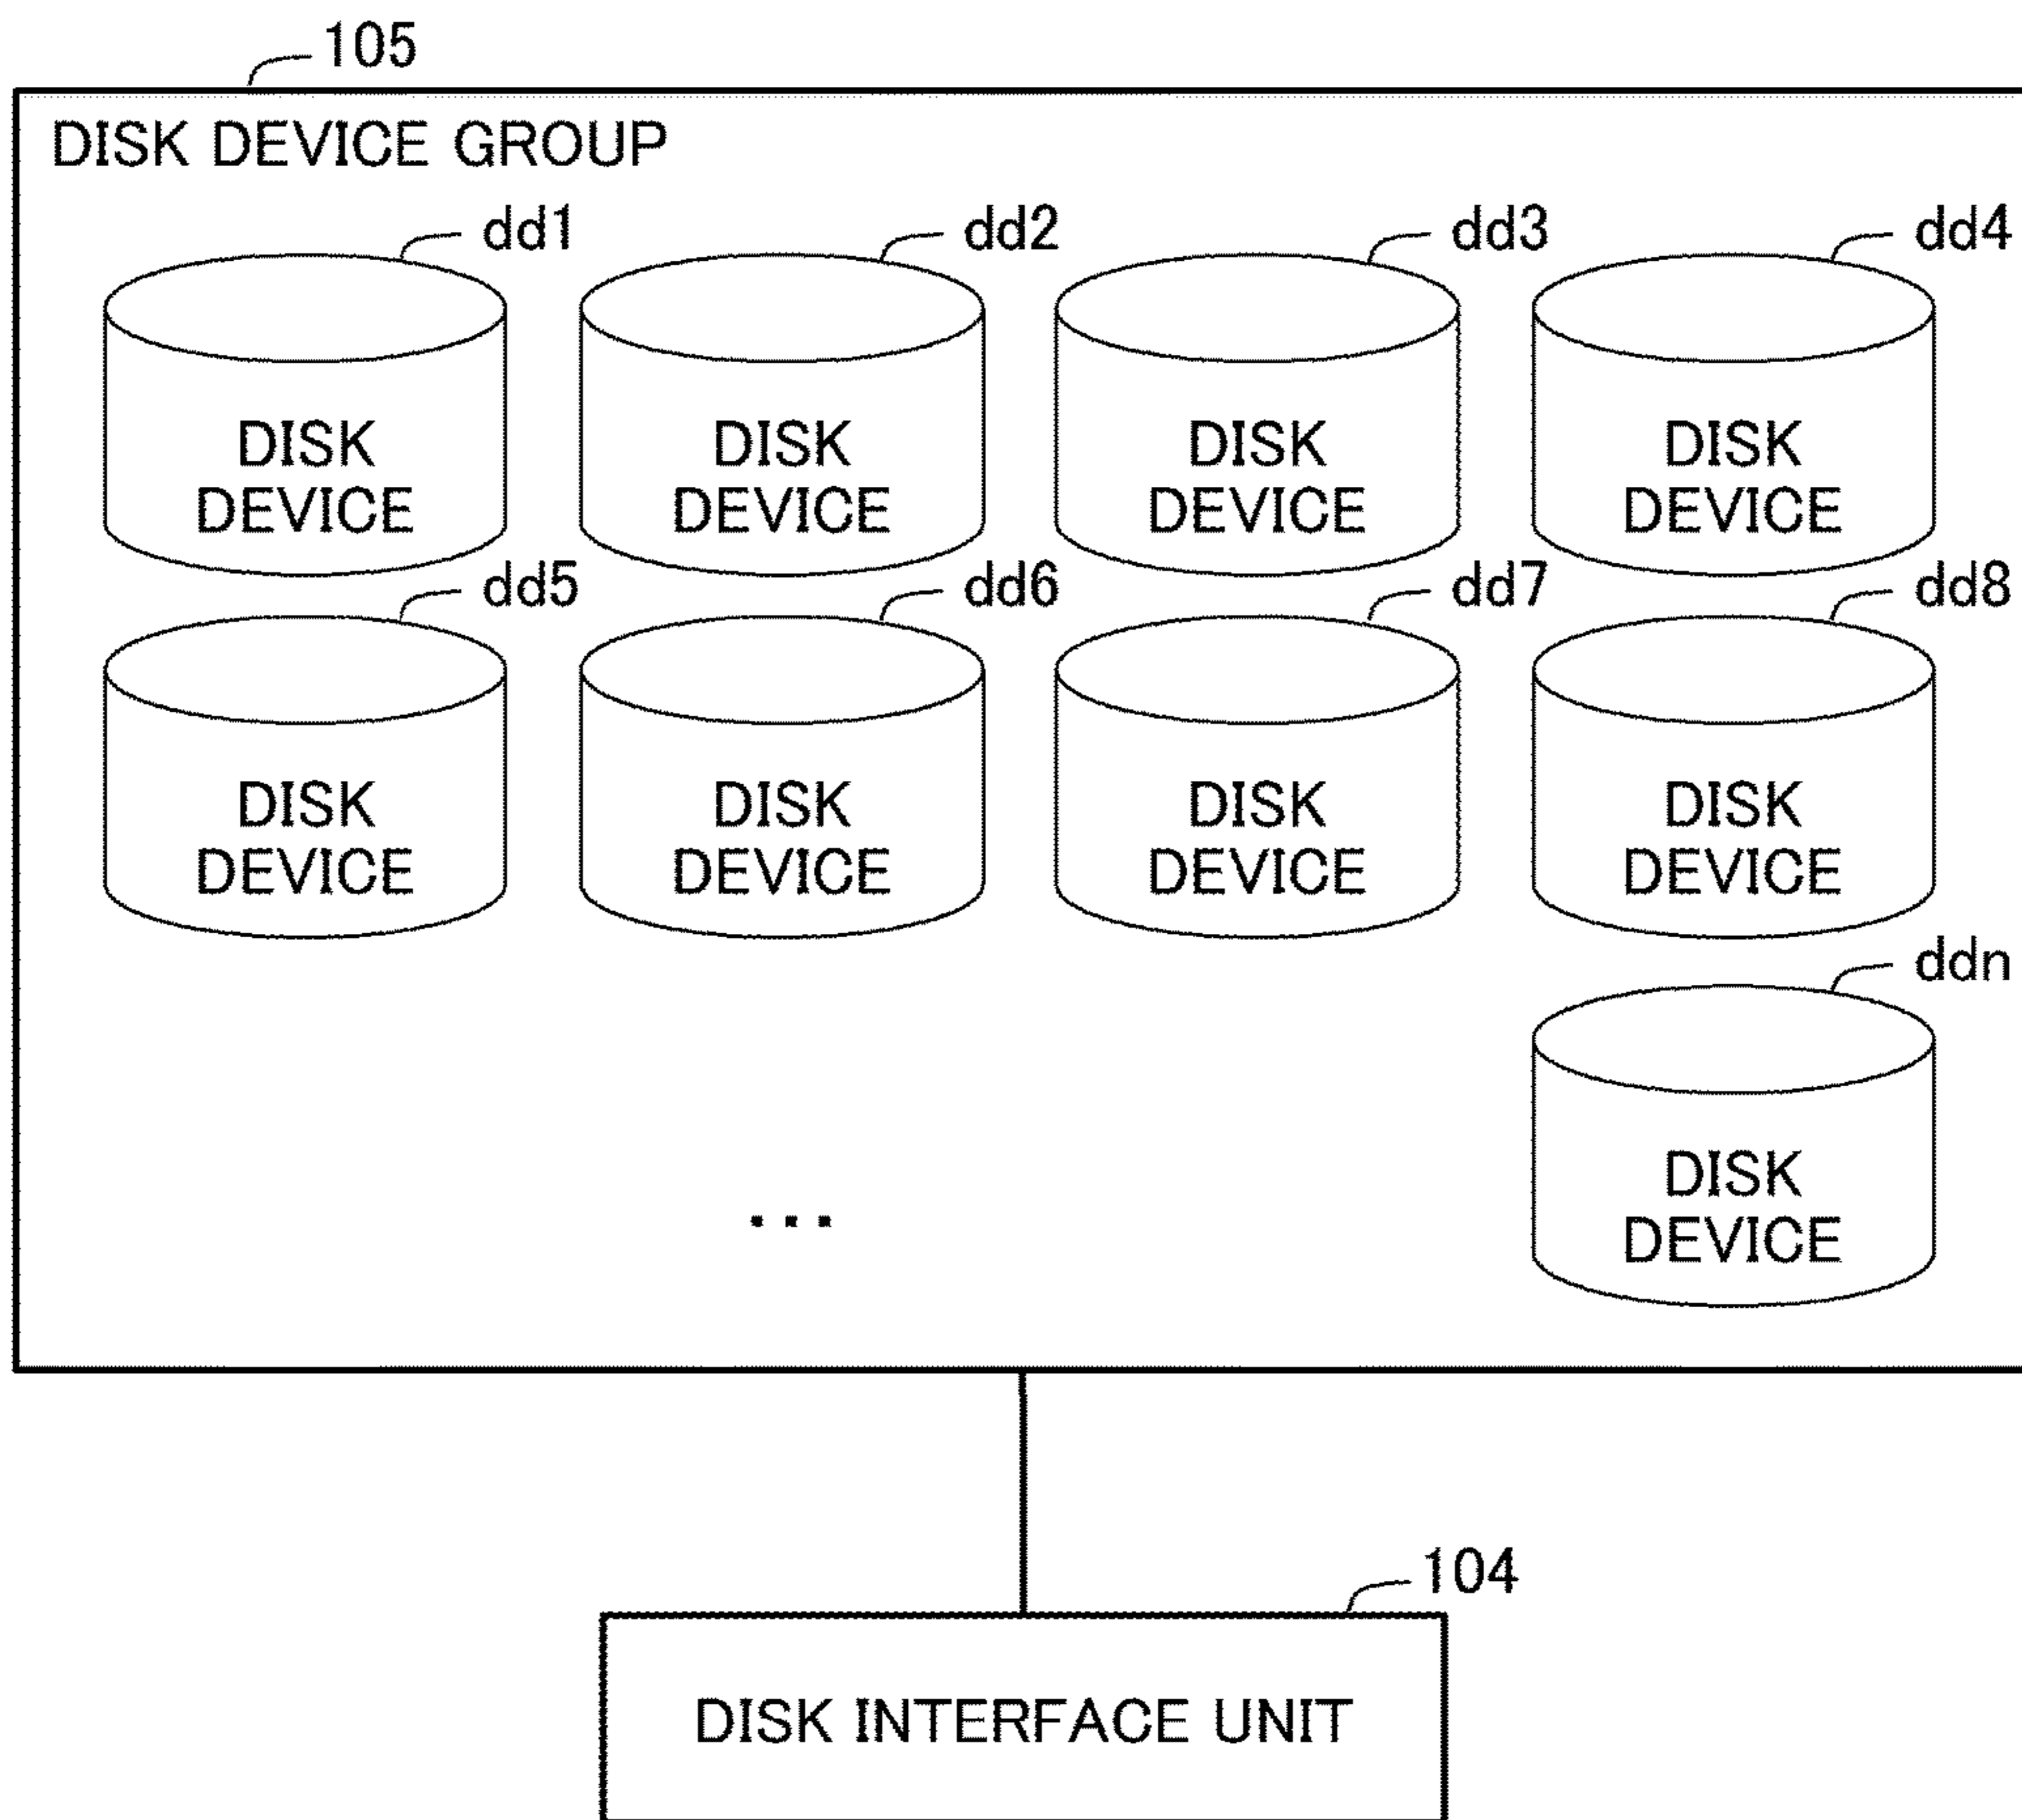 105
DISK DEVICE GROUP
dd1
dd2
dd3
dd4
DISK
DEVICE
DISK
DEVICE
DISK
DEVICE
DISK
DEVICE
dd5
dd6
dd7
dd8
DISK
DEVICE
DISK
DEVICE
DISK
DEVICE
DISK
DEVICE
ddn
DISK
DEVICE
...
104
DISK INTERFACE UNIT